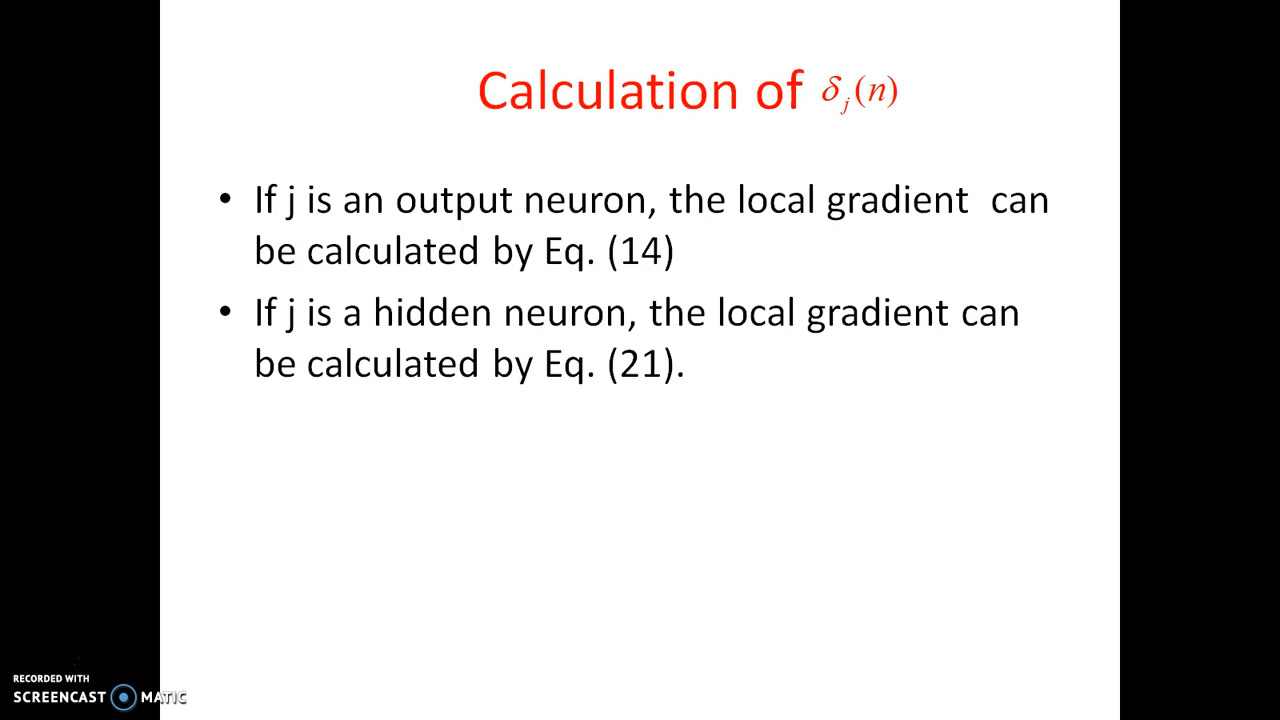 Calculation of δj(n)
• If j is an output neuron, the local gradient can
be calculated by Eq. (14)
• If j is a hidden neuron, the local gradient can
be calculated by Eq. (21).
RECORDED WITH
SCREENCAST MATIC